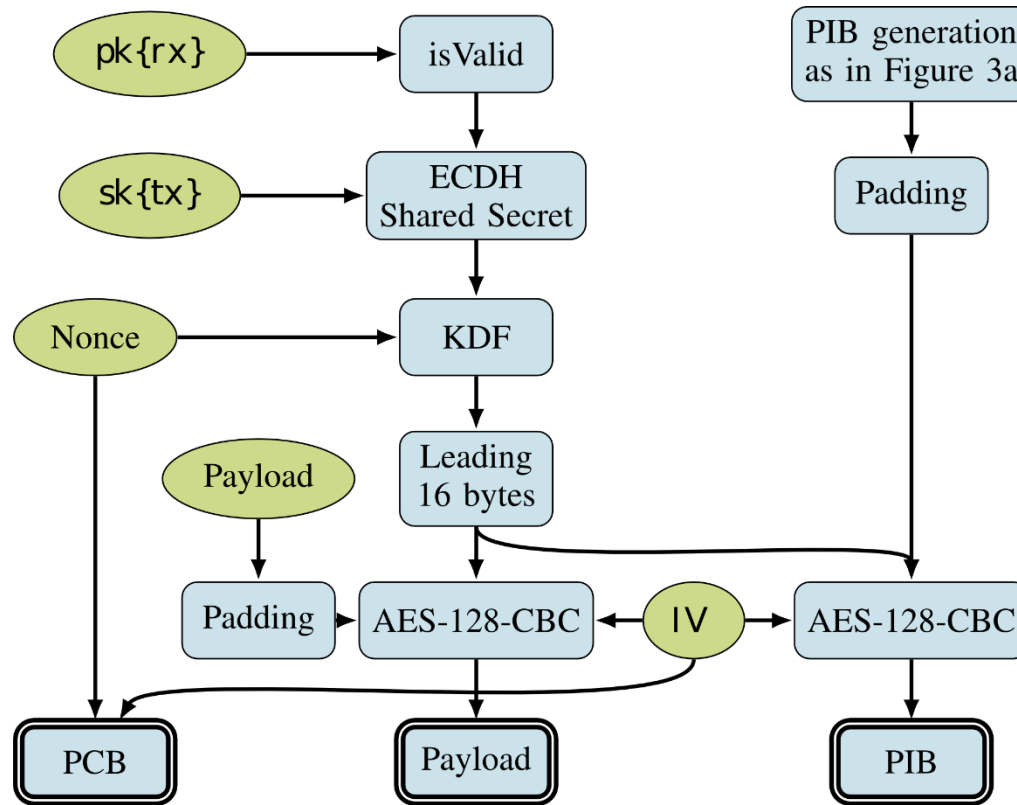 pk{rx}
isValid
PIB generation
as in Figure 3a
sk{tx}
ECDH
Shared Secret
Padding
Nonce
KDF
Payload
Leading
16 bytes
Padding
AES-128-CBC
IV
AES-128-CBC
PCB
Payload
PIB